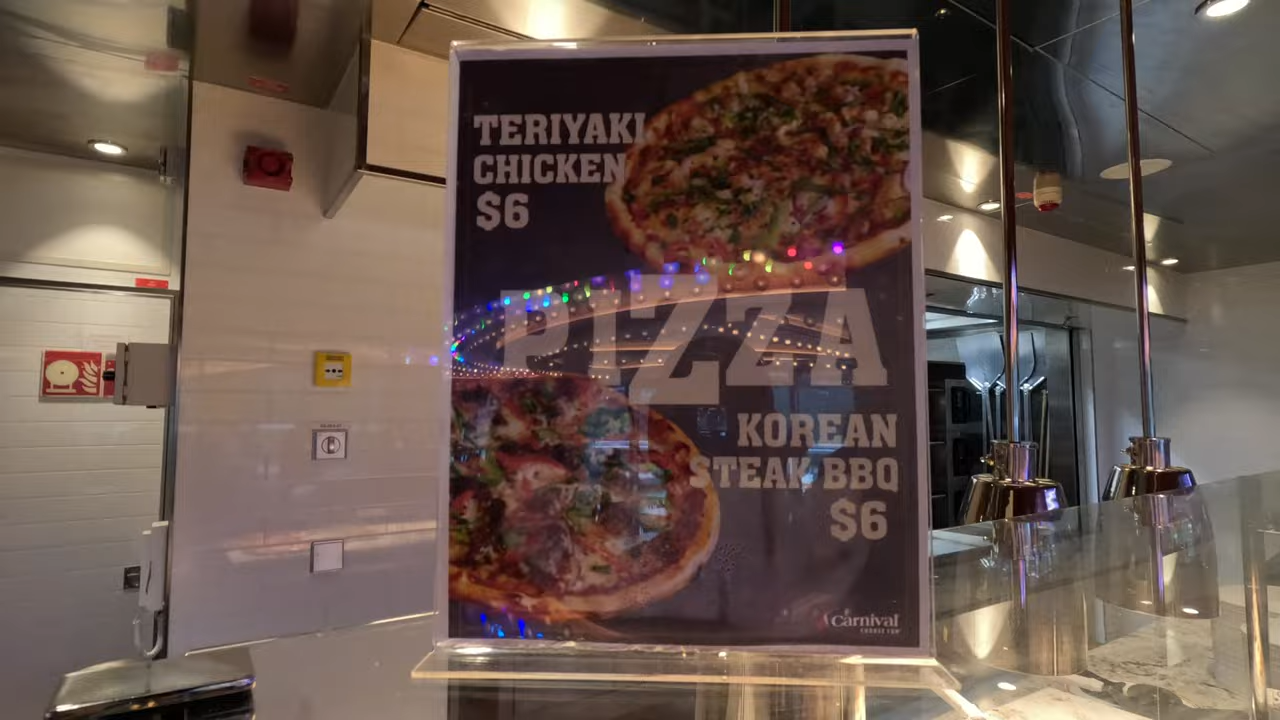 TERIYAKI
CHICKEN
$6
PIZZA
KOREAN
STEAK BBQ
$6
Carnival